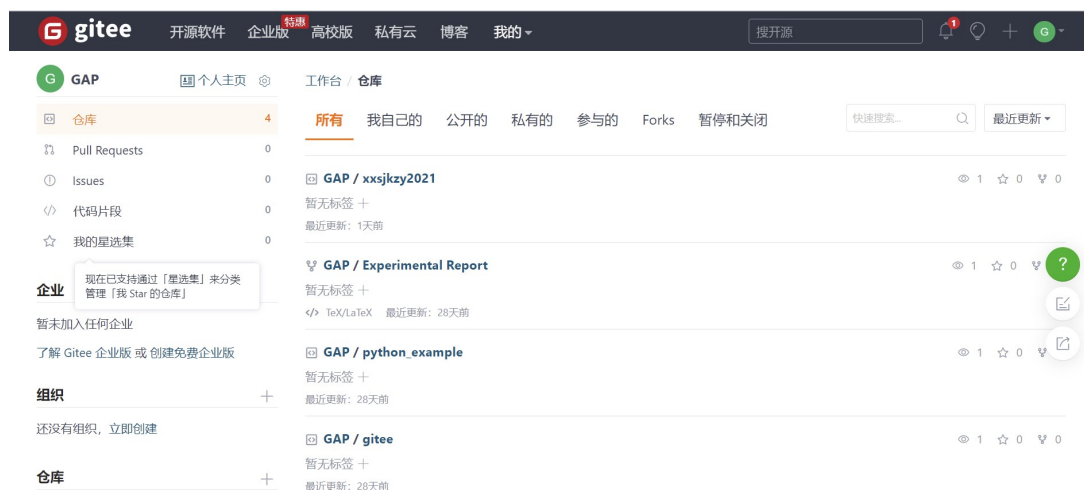 gitee 开源软件 企业版 特惠 高校版 私有云 博客 我的 搜开源 1 G
G GAP 个人主页
仓库 4
Pull Requests 0
Issues 0
代码片段 0
我的星选集 0
现在已支持通过「星选集」来分类
管理「我 Star 的仓库」
企业
暂未加入任何企业
了解 Gitee 企业版 或 创建免费企业版
组织
还没有组织，立即创建
仓库
工作台 / 仓库
所有 我自己的 公开的 私有的 参与的 Forks 暂停和关闭 快速搜索... 最近更新
GAP / xxsjkzy2021 1 0 0
暂无标签
最近更新：1天前
GAP / Experimental Report 1 0
暂无标签
</> TeX/LaTeX 最近更新：28天前
GAP / python_example 1 0
暂无标签
最近更新：28天前
GAP / gitee 1 0 0
暂无标签
最近更新：28天前
?